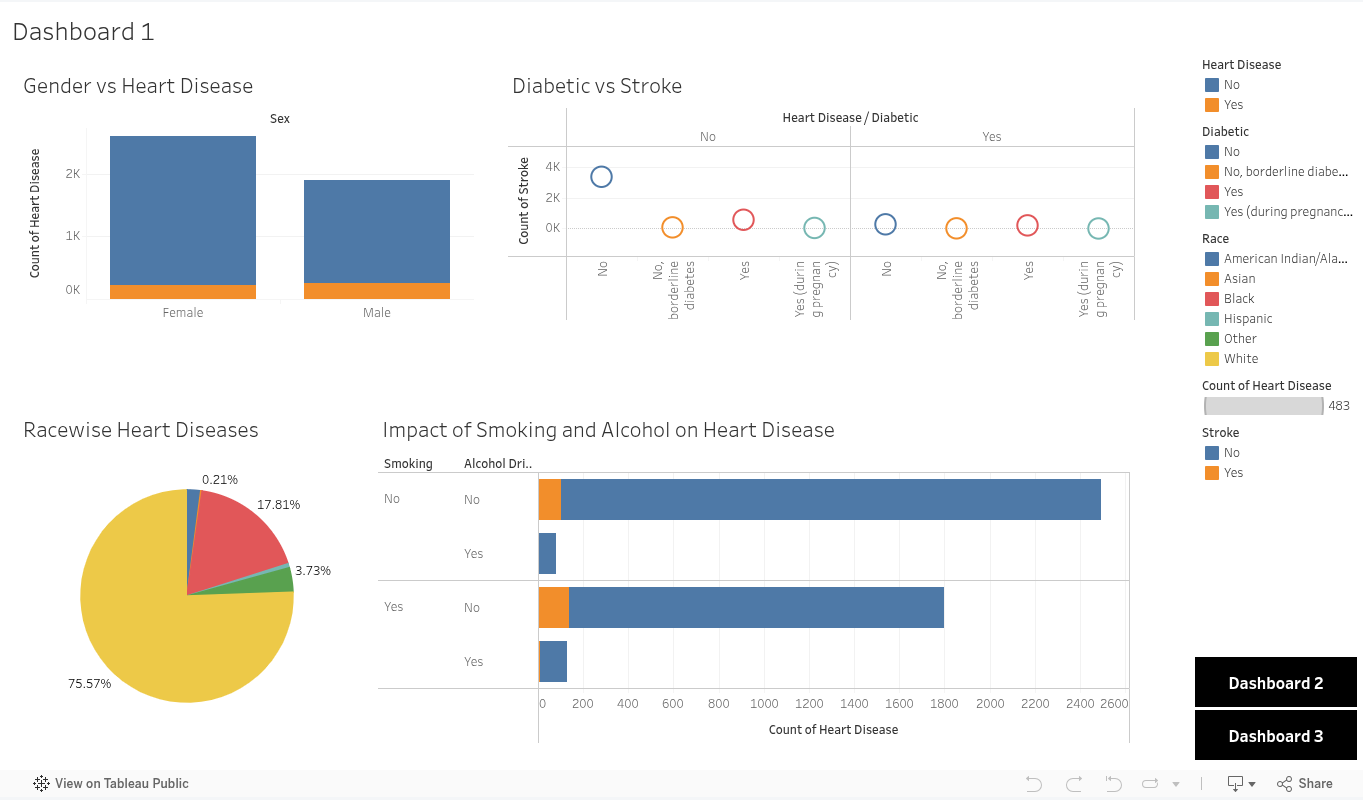 Dashboard 1
Gender vs Heart Disease
Sex
Count of Heart Disease
2K
1K
0K
Female
Male
Diabetic vs Stroke
Heart Disease / Diabetic
No
Yes
Count of Stroke
4K
2K
0K
No
No,
borderline
diabetes
Yes
Yes (durin
g pregnan
cy)
No
No,
borderline
diabetes
Yes
Yes (durin
g pregnan
cy)
Heart Disease
No
Yes
Diabetic
No
No, borderline diabe...
Yes
Yes (during pregnanc...
Race
American Indian/Ala...
Asian
Black
Hispanic
Other
White
Count of Heart Disease
483
Stroke
No
Yes
Racewise Heart Diseases
0.21%
17.81%
3.73%
75.57%
Impact of Smoking and Alcohol on Heart Disease
Smoking
Alcohol Dri..
No
No
Yes
Yes
No
Yes
0 200 400 600 800 1000 1200 1400 1600 1800 2000 2200 2400 2600
Count of Heart Disease
Dashboard 2
Dashboard 3
View on Tableau Public
Share